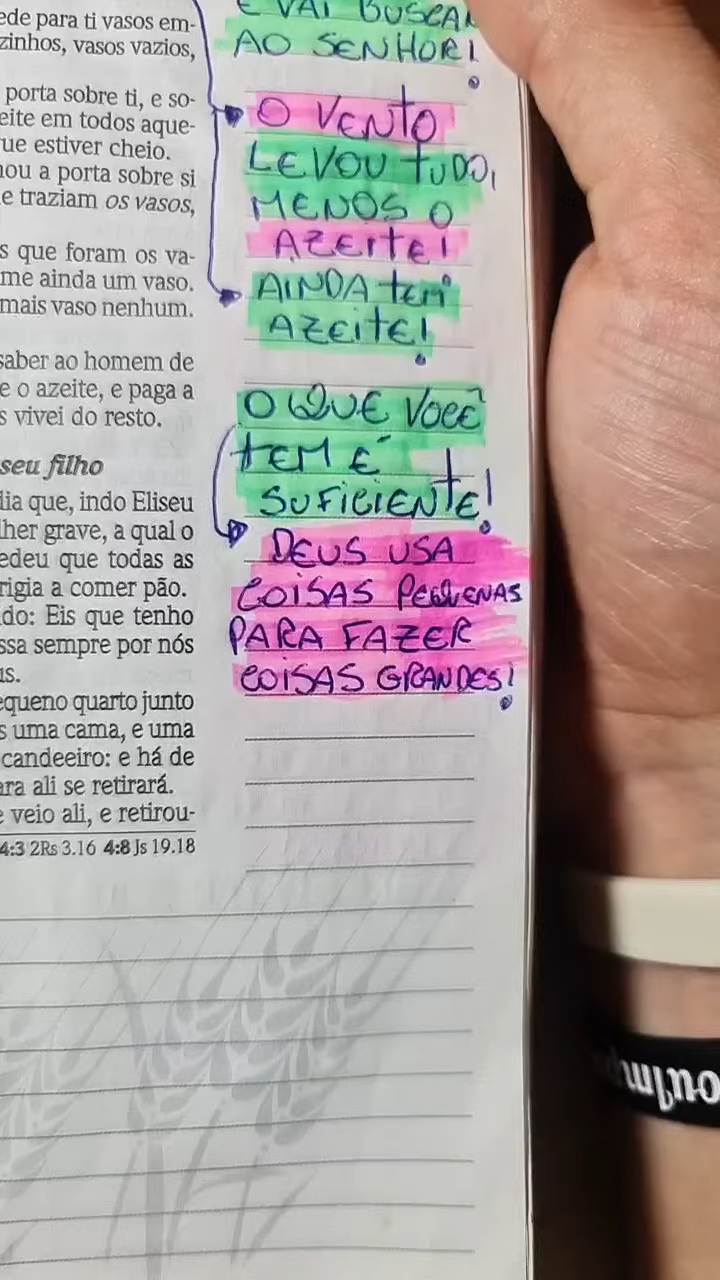 ede para ti vasos em-
zinhos, vasos vazios,
porta sobre ti, e so-
eite em todos aque-
ue estiver cheio.
nou a porta sobre si
e traziam os vasos,
s que foram os va-
me ainda um vaso.
mais vaso nenhum.
saber ao homem de
e o azeite, e paga a
s vivei do resto.
seu filho
dia que, indo Eliseu
lher grave, a qual o
edeu que todas as
rigia a comer pão.
do: Eis que tenho
ssa sempre por nós
us.
equeno quarto junto
s uma cama, e uma
candeeiro: e há de
ara ali se retirará.
e veio ali, e retirou-
4:3 2Rs 3.16 4:8 Js 19.18
E VAI BUSCAR
AO SENHOR!
O VENTO
LEVOU TUDO,
MENOS O
AZEITE!
AINDA TEM
AZEITE!
O QUE VOCÊ
TEM É
SUFICIENTE!
DEUS USA
COISAS PEQUENAS
PARA FAZER
COISAS GRANDES!